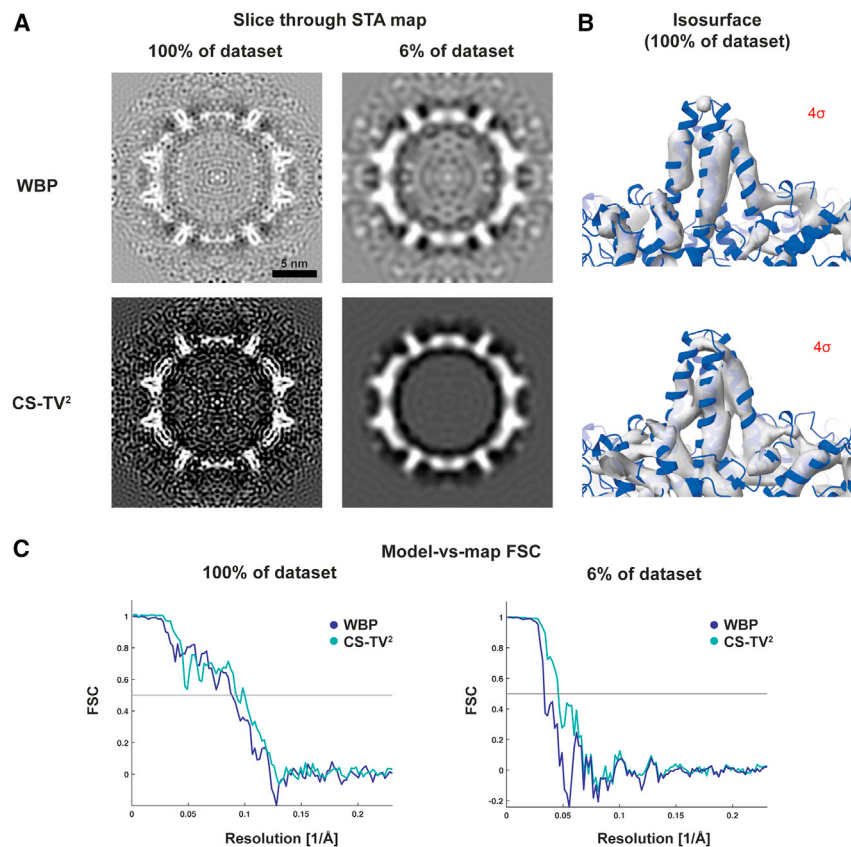 A
Slice through STA map
100% of dataset
6% of dataset
WBP
5 nm
CS-TV²
B
Isosurface
(100% of dataset)
4σ
4σ
C
Model-vs-map FSC
100% of dataset
6% of dataset
WBP
CS-TV²
1
0.8
0.6
0.4
0.2
0
FSC
0
0.05
0.1
0.15
0.2
Resolution [1/Å]
WBP
CS-TV²
1
0.8
0.6
0.4
0.2
0
-0.2
FSC
0
0.05
0.1
0.15
0.2
Resolution [1/Å]